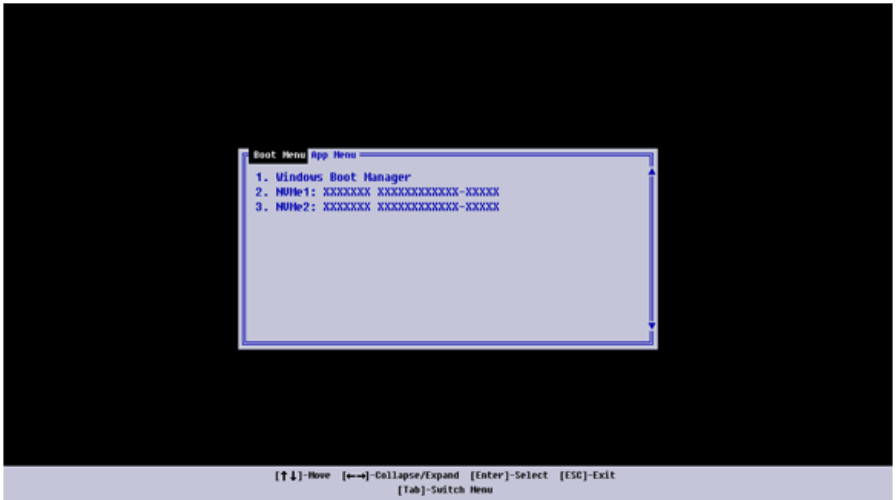 Boot Menu App Menu
1. Windows Boot Manager
2. NVMe1: XXXXXXX XXXXXXXXXXXX-XXXXX
3. NVMe2: XXXXXXX XXXXXXXXXXXX-XXXXX
[↑↓]-Move [←→]-Collapse/Expand [Enter]-Select [ESC]-Exit
[Tab]-Switch Menu